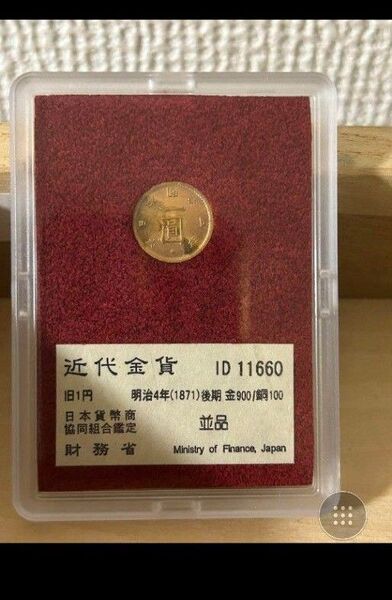 一圓
近代金貨 ID 11660
旧1円 明治4年(1871)後期 金900/銅100
日本貨幣商
協同組合鑑定 並品
財務省 Ministry of Finance, Japan